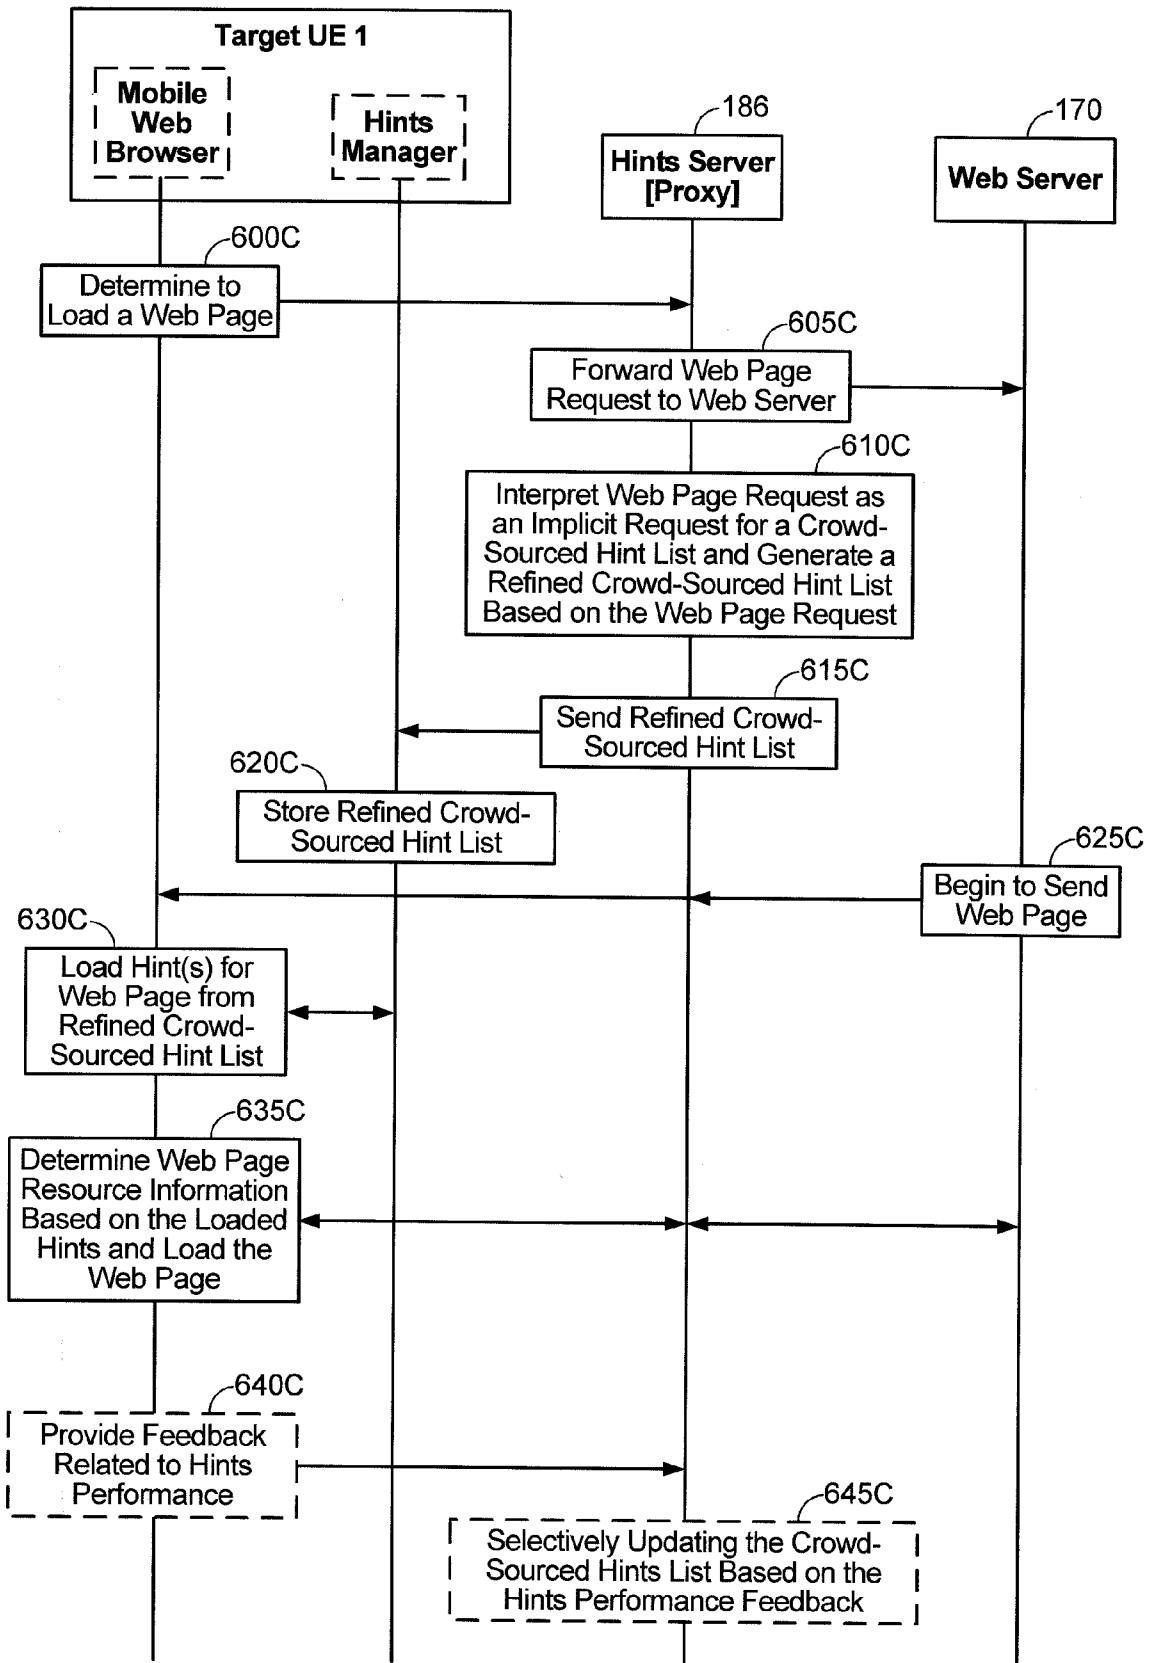 Target UE 1
Mobile
Web
Browser
Hints
Manager
186
Hints Server
[Proxy]
170
Web Server
600C
Determine to
Load a Web Page
605C
Forward Web Page
Request to Web Server
610C
Interpret Web Page Request as
an Implicit Request for a Crowd-
Sourced Hint List and Generate a
Refined Crowd-Sourced Hint List
Based on the Web Page Request
615C
Send Refined Crowd-
Sourced Hint List
620C
Store Refined Crowd-
Sourced Hint List
625C
Begin to Send
Web Page
630C
Load Hint(s) for
Web Page from
Refined Crowd-
Sourced Hint List
635C
Determine Web Page
Resource Information
Based on the Loaded
Hints and Load the
Web Page
640C
Provide Feedback
Related to Hints
Performance
645C
Selectively Updating the Crowd-
Sourced Hints List Based on the
Hints Performance Feedback